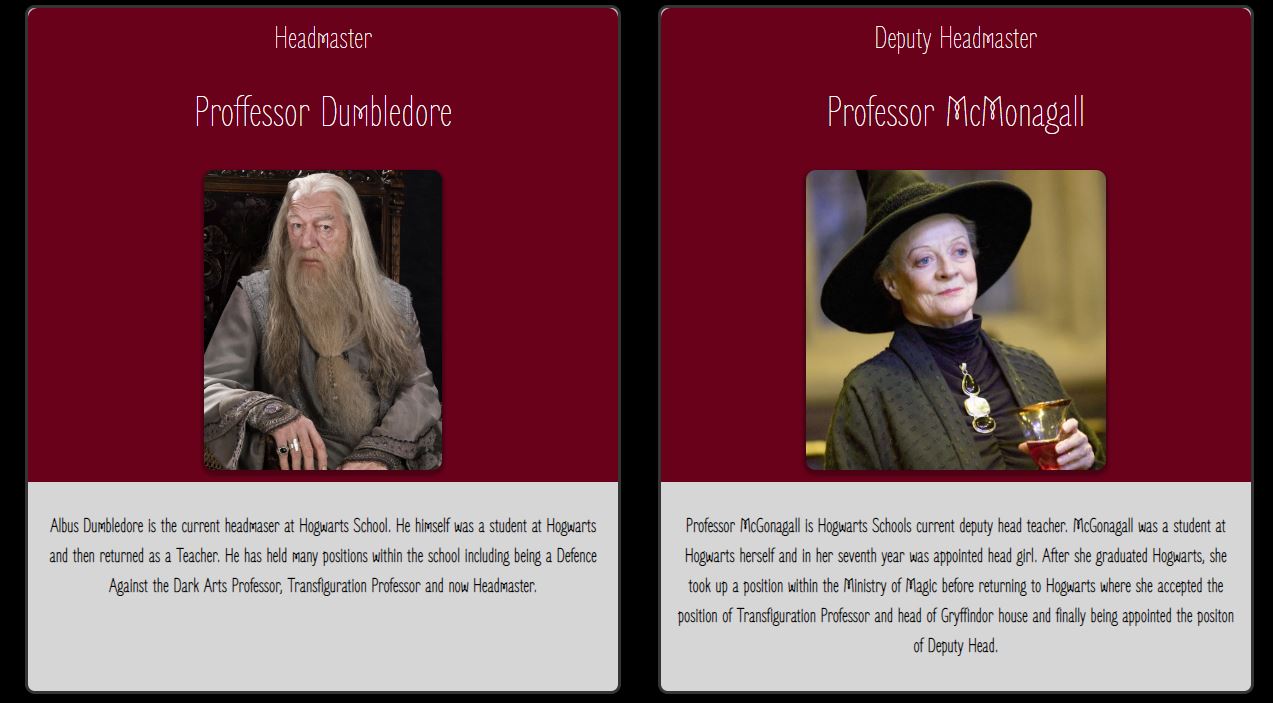 Headmaster
Proffessor Dumbledore
Albus Dumbledore is the current headmaser at Hogwarts School. He himself was a student at Hogwarts
and then returned as a Teacher. He has held many positions within the school including being a Defence
Against the Dark Arts Professor, Transfiguration Professor and now Headmaster.
Deputy Headmaster
Professor McMonagall
Professor McGonagall is Hogwarts Schools current deputy head teacher. McGonagall was a student at
Hogwarts herself and in her seventh year was appointed head girl. After she graduated Hogwarts, she
took up a position within the Ministry of Magic before returning to Hogwarts where she accepted the
position of Transfiguration Professor and head of Gryffindor house and finally being appointed the positon
of Deputy Head.